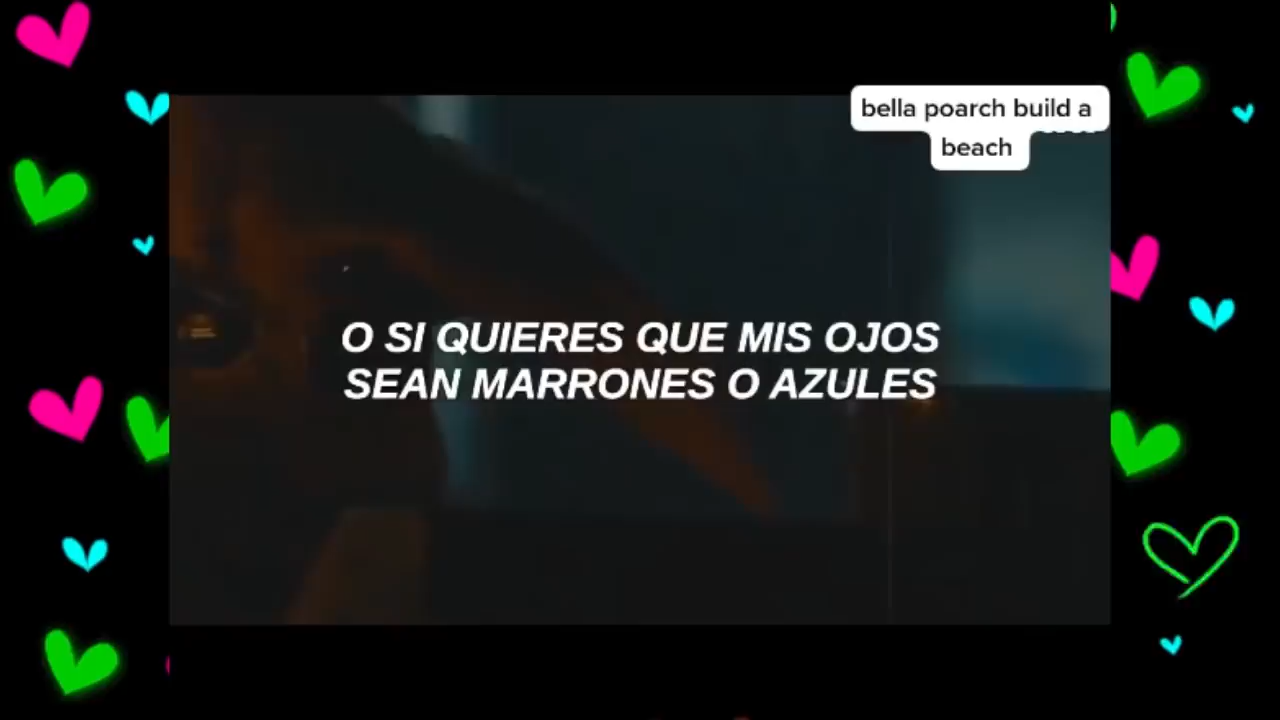 bella poarch build a
beach
O SI QUIERES QUE MIS OJOS
SEAN MARRONES O AZULES